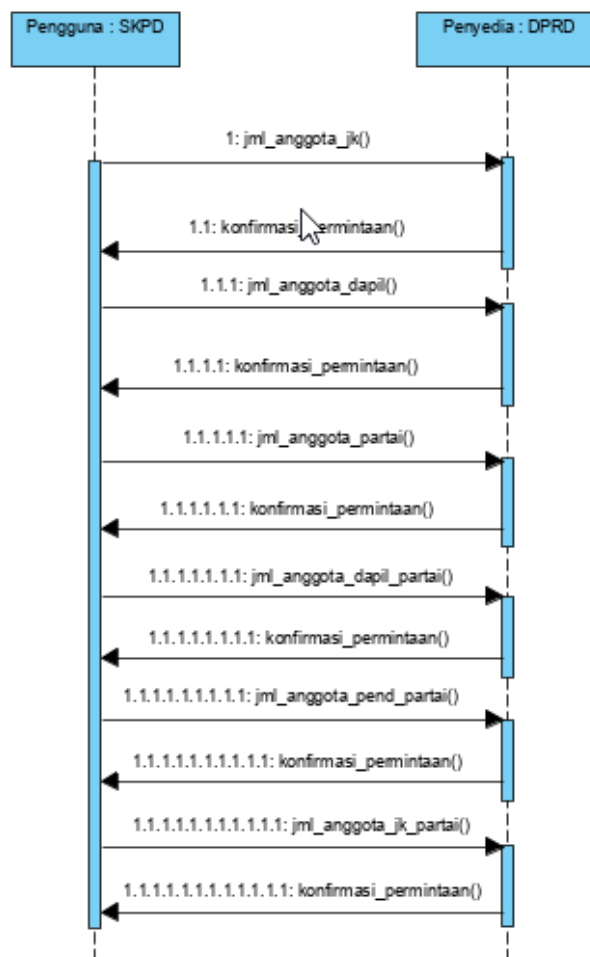 Pengguna : SKPD
Penyedia : DPRD
1: jml_anggota_jk()
1.1: konfirmasi_permintaan()
1.1.1: jml_anggota_dapil()
1.1.1.1: konfirmasi_permintaan()
1.1.1.1.1: jml_anggota_partai()
1.1.1.1.1.1: konfirmasi_permintaan()
1.1.1.1.1.1.1: jml_anggota_dapil_partai()
1.1.1.1.1.1.1.1: konfirmasi_permintaan()
1.1.1.1.1.1.1.1.1: jml_anggota_pend_partai()
1.1.1.1.1.1.1.1.1.1: konfirmasi_permintaan()
1.1.1.1.1.1.1.1.1.1.1: jml_anggota_jk_partai()
1.1.1.1.1.1.1.1.1.1.1.1: konfirmasi_permintaan()